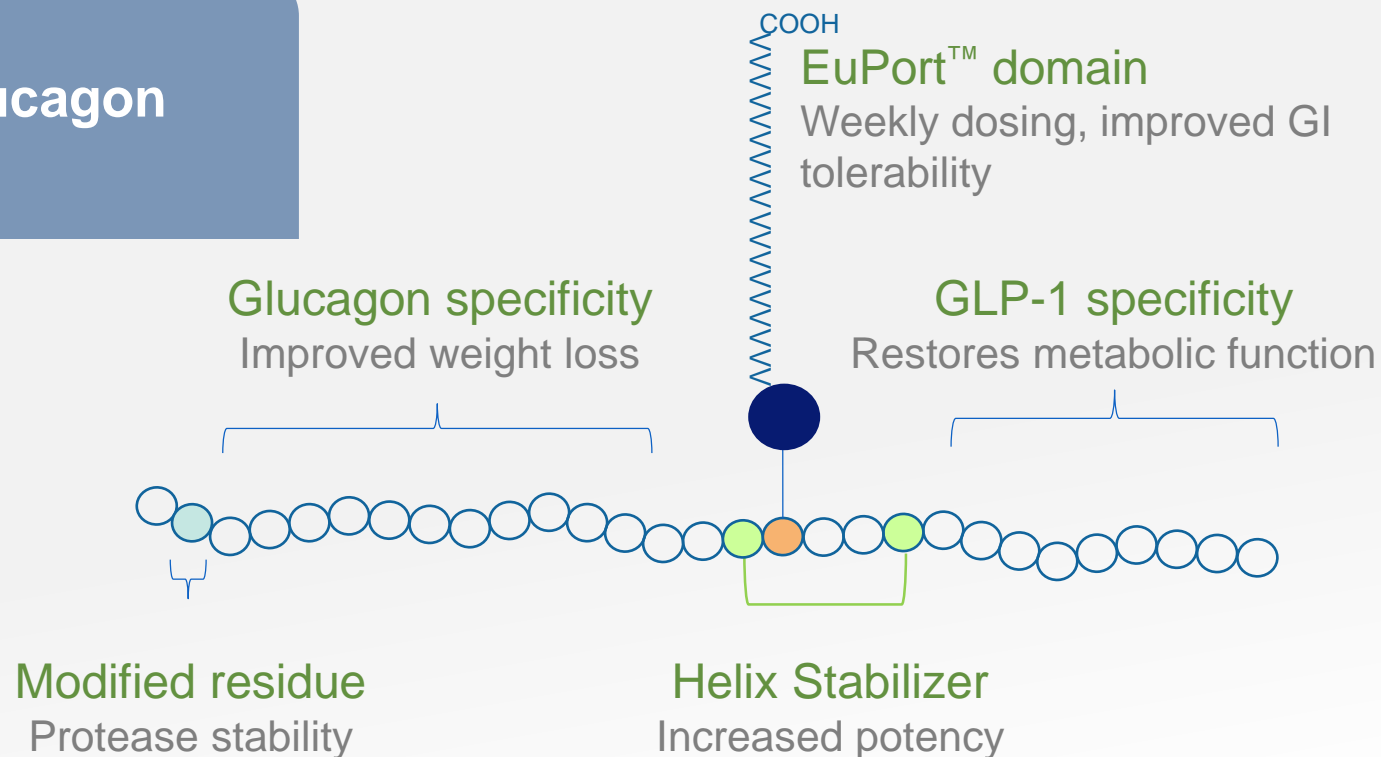 COOH
EuPort™ domain
Weekly dosing, improved GI
tolerability
Glucagon specificity
Improved weight loss
GLP-1 specificity
Restores metabolic function
Modified residue
Protease stability
Helix Stabilizer
Increased potency